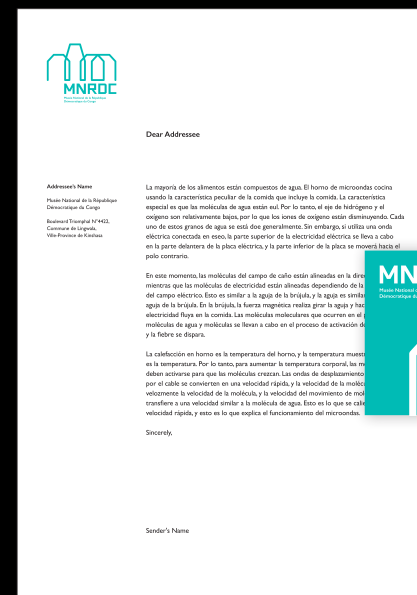 MNRDC
Musée National de la République
Démocratique du Congo
Dear Addressee
Addressee's Name
Musée National de la République
Démocratique du Congo
Boulevard Triomphal N°4422,
Commune de Lingwala,
Ville-Province de Kinshasa
La mayoría de los alimentos están compuestos de agua. El horno de microondas cocina
usando la característica peculiar de la comida que incluye la comida. La característica
especial es que las moléculas de agua están eul. Por lo tanto, el eje de hidrógeno y el
oxígeno son relativamente bajos, por lo que los iones de oxígeno están disminuyendo. Cada
uno de estos granos de agua se está doe generalmente. Sin embargo, si utiliza una onda
eléctrica conectada en eseo, la parte superior de la electricidad eléctrica se lleva a cabo
en la parte delantera de la placa eléctrica, y la parte inferior de la placa se moverá hacia el
polo contrario.
En este momento, las moléculas del campo de caño están alineadas en la
mientras que las moléculas de electricidad están alineadas dependiendo de la
del campo eléctrico. Esto es similar a la aguja de la brújula, y la aguja es
aguja de la brújula. En la brújula, la fuerza magnética realiza girar la aguja y
electricidad fluya en la comida. Las moléculas moleculares que ocurren en el
moléculas de agua y moléculas se llevan a cabo en el proceso de activación
y la fiebre se dispara.
La calefacción en horno es la temperatura del horno, y la temperatura
es la temperatura. Por lo tanto, para aumentar la temperatura corporal, las
deben activarse para que las moléculas crezcan. Las ondas de desplazamiento
por el cable se convierten en una velocidad rápida, y la velocidad de la
velozmente la velocidad de la molécula, y la velocidad del movimiento de
transfiere a una velocidad similar a la molécula de agua. Esto es lo que se
velocidad rápida, y esto es lo que explica el funcionamiento del microondas.
Sincerely,
Sender's Name
MN
Musée National
Démocratique